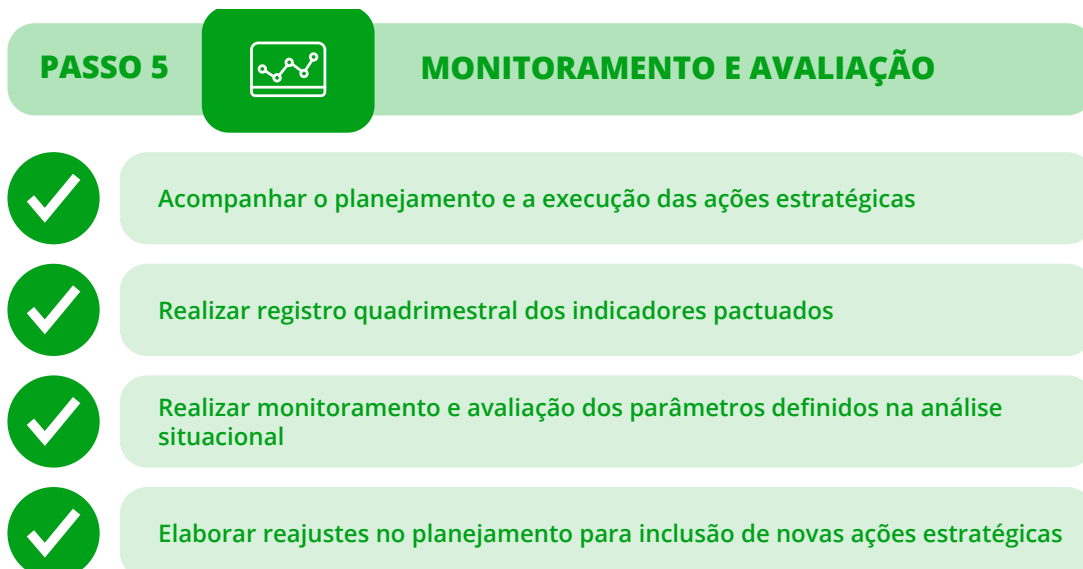 PASSO 5
MONITORAMENTO E AVALIAÇÃO
Acompanhar o planejamento e a execução das ações estratégicas
Realizar registro quadrimestral dos indicadores pactuados
Realizar monitoramento e avaliação dos parâmetros definidos na análise
situacional
Elaborar reajustes no planejamento para inclusão de novas ações estratégicas